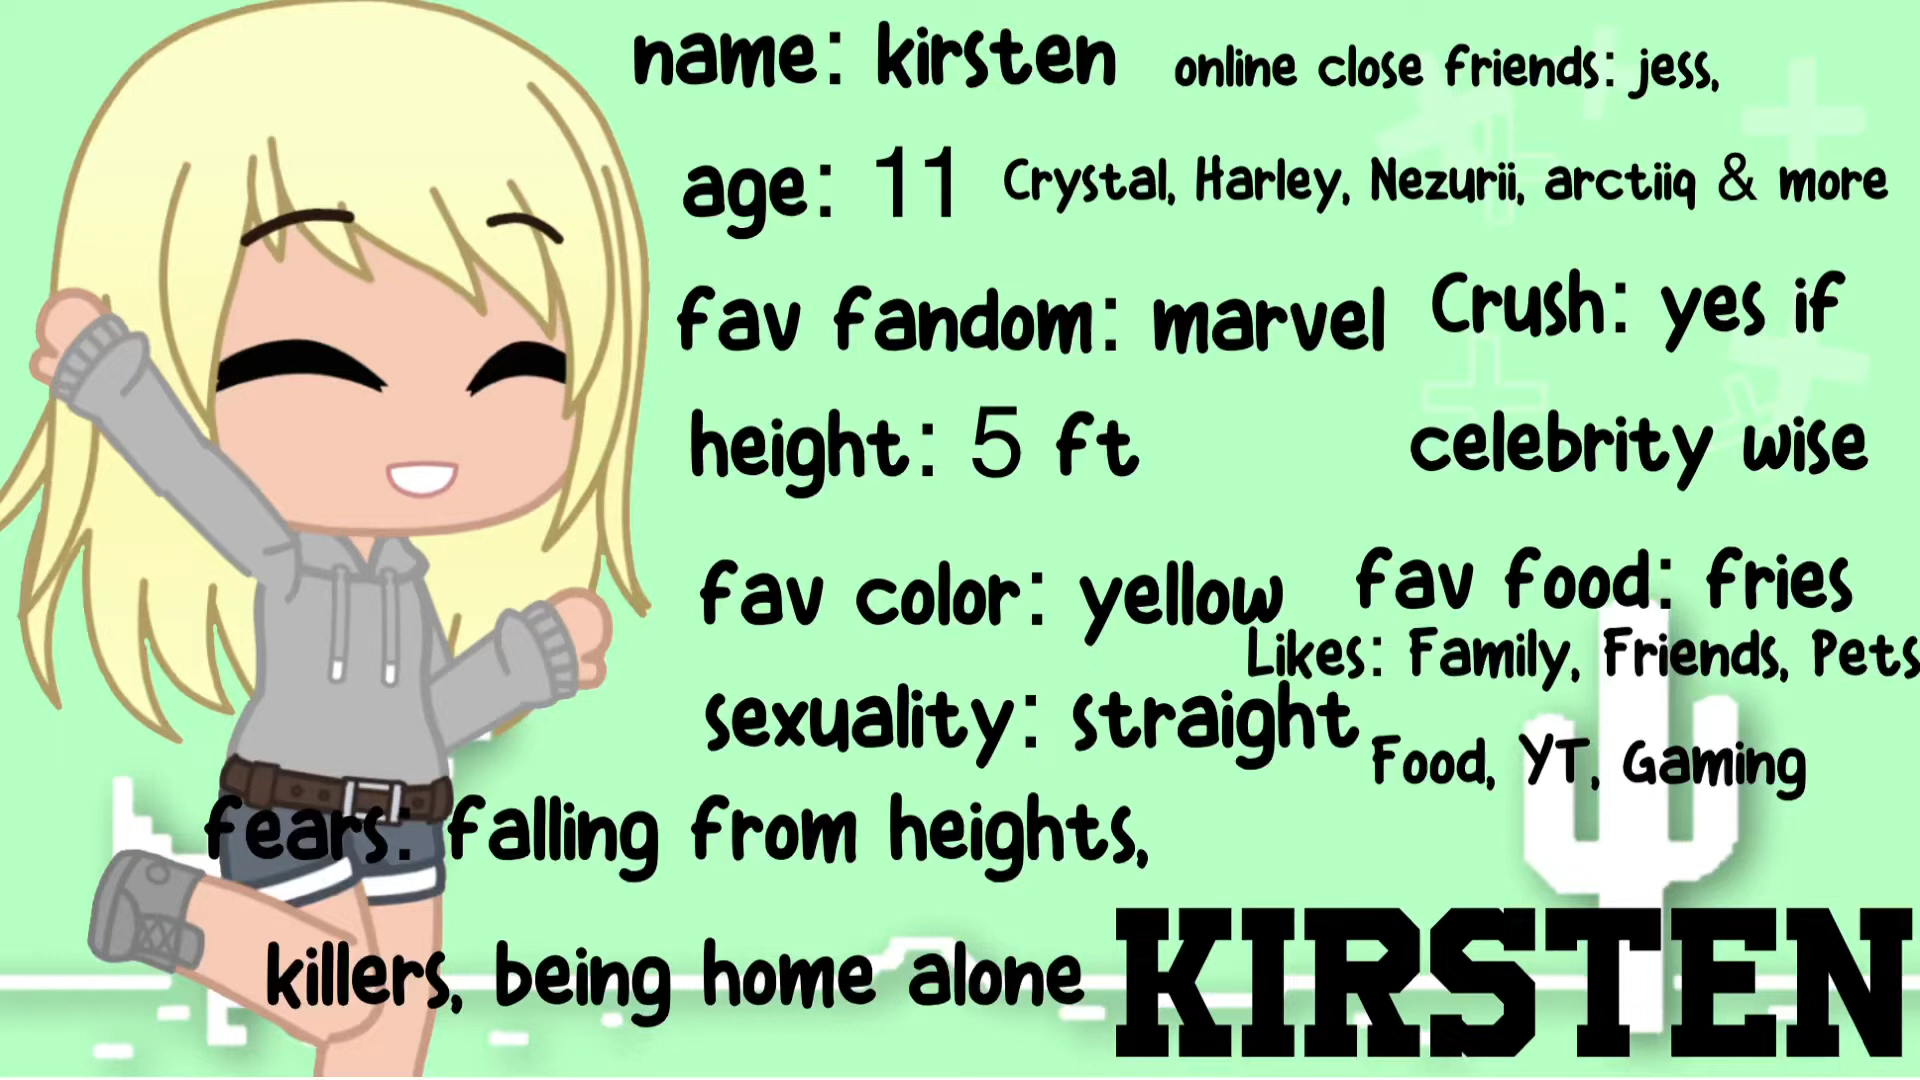 name: kirsten
online close friends: jess,
Crystal, Harley, Nezurii, arctiiq & more
age: 11
fav fandom: marvel
Crush: yes if
celebrity wise
height: 5 ft
fav color: yellow
fav food: fries
Likes: Family, Friends, Pets
Food, YT, Gaming
sexuality: straight
fears: falling from heights,
killers, being home alone
KIRSTEN